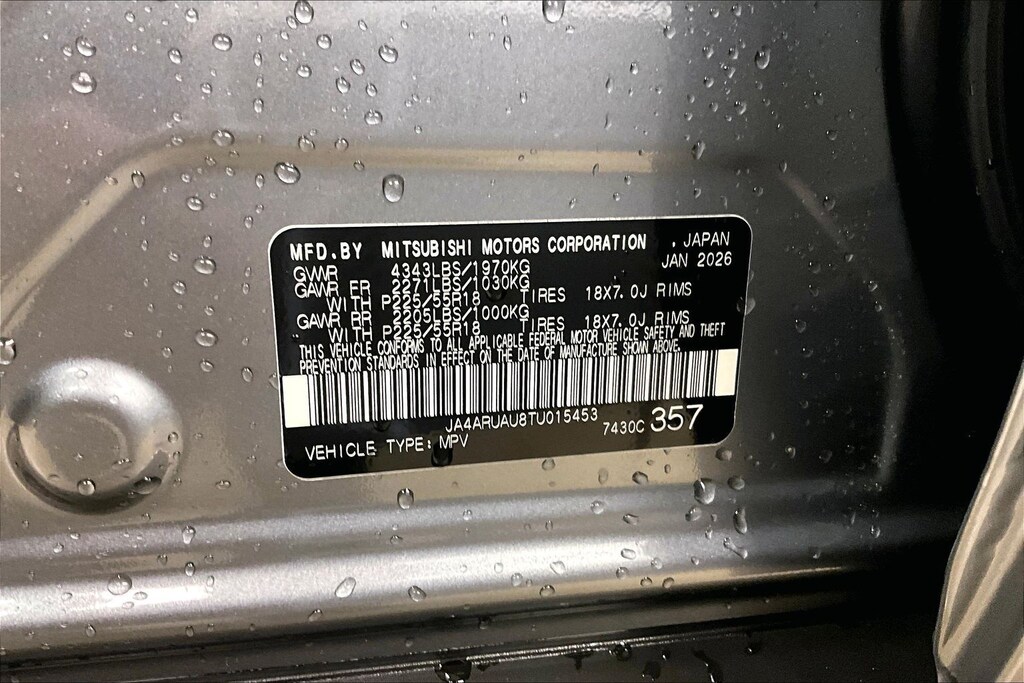 MFD.BY MITSUBISHI MOTORS CORPORATION . JAPAN
JAN 2026
GVWR 4343LBS/1970KG
GAWR FR 2271LBS/1030KG
WITH P225/55R18 TIRES 18X7.0J RIMS
GAWR RR 2205LBS/1000KG
WITH P225/55R18 TIRES 18X7.0J RIMS
THIS VEHICLE CONFORMS TO ALL APPLICABLE FEDERAL MOTOR VEHICLE SAFETY AND THEFT
PREVENTION STANDARDS IN EFFECT ON THE DATE OF MANUFACTURE SHOWN ABOVE.
JA4ARUAU8TU015453
7430C 357
VEHICLE TYPE: MPV